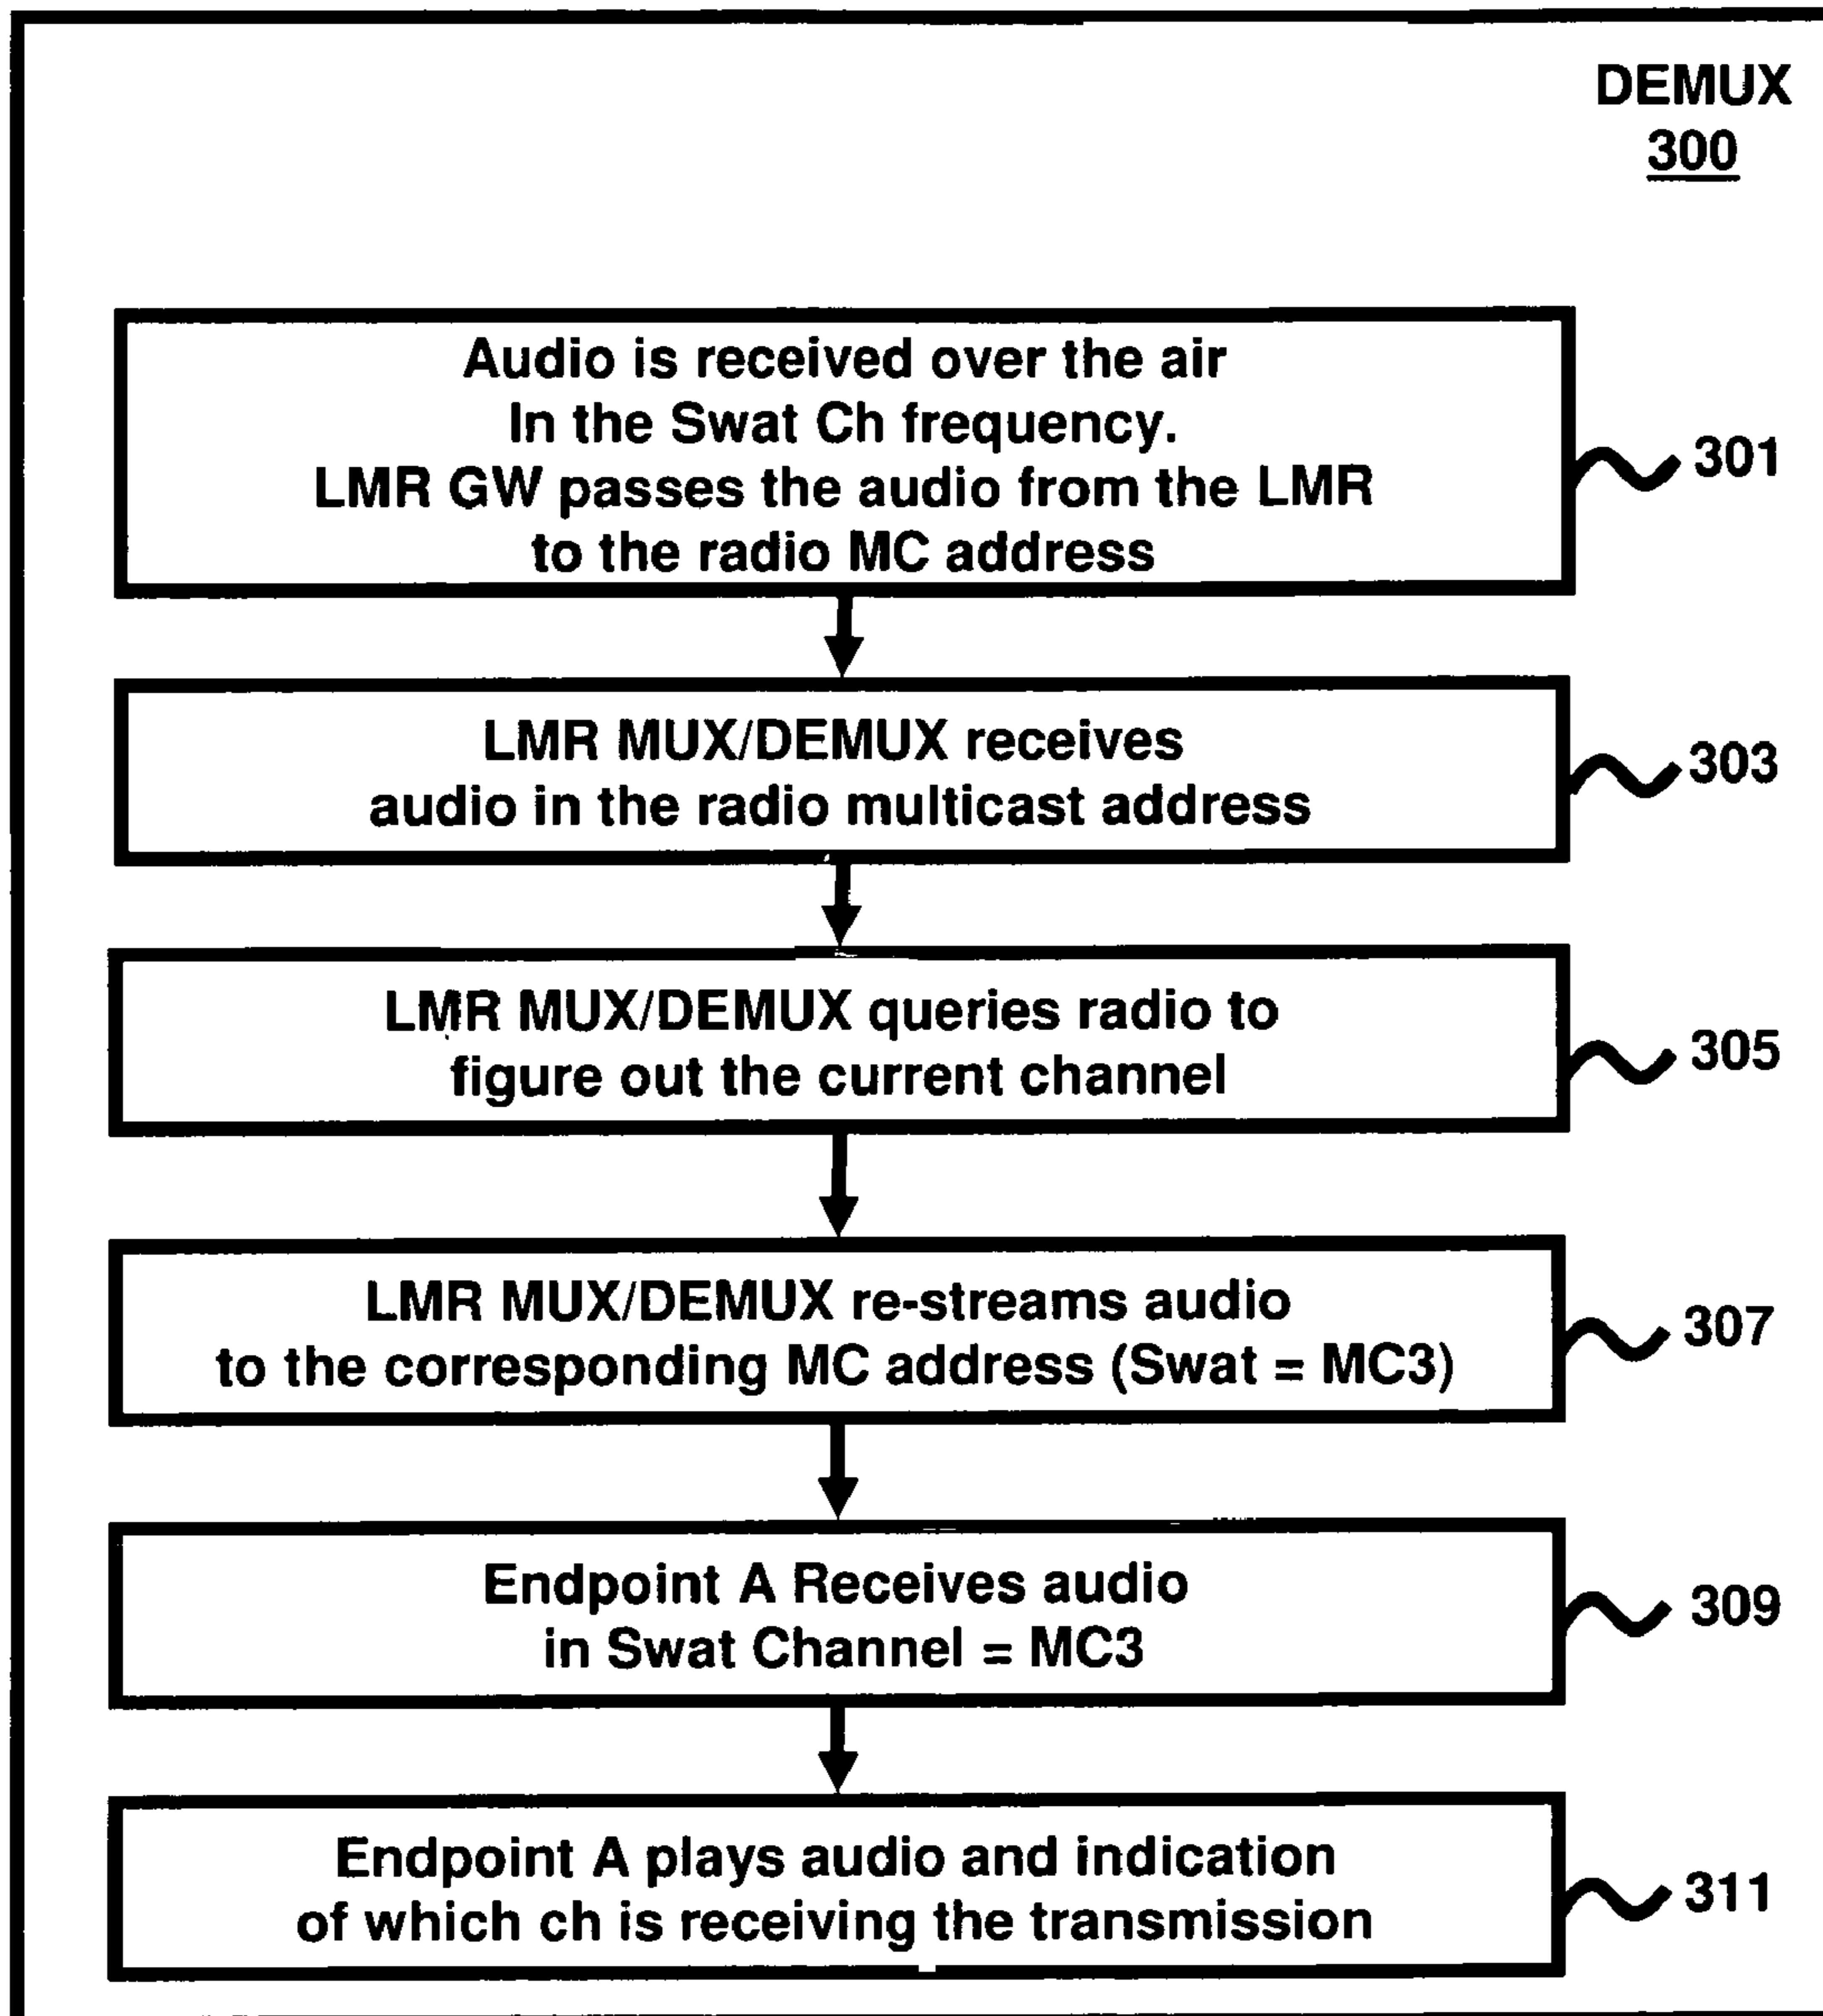 DEMUX
300
Audio is received over the air
In the Swat Ch frequency.
LMR GW passes the audio from the LMR
to the radio MC address
301
LMR MUX/DEMUX receives
audio in the radio multicast address
303
LMR MUX/DEMUX queries radio to
figure out the current channel
305
LMR MUX/DEMUX re-streams audio
to the corresponding MC address (Swat = MC3)
307
Endpoint A Receives audio
in Swat Channel = MC3
309
Endpoint A plays audio and indication
of which ch is receiving the transmission
311